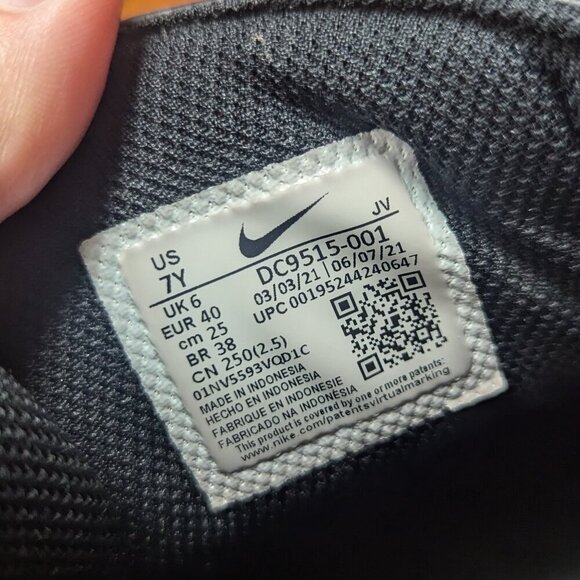 US
7Y
JV
DC9515-001
03/03/21 | 06/07/21
UPC 00195244240647
UK 6
EUR 40
cm 25
BR 38
CN 250(2.5)
01NVS593VQD1C
MADE IN INDONESIA
HECHO EN INDONESIA
FABRIQUE EN INDONESIE
FABRICADO NA INDONESIA
This product is covered by one or more patents:
www.nike.com/patentsvirtualmarking